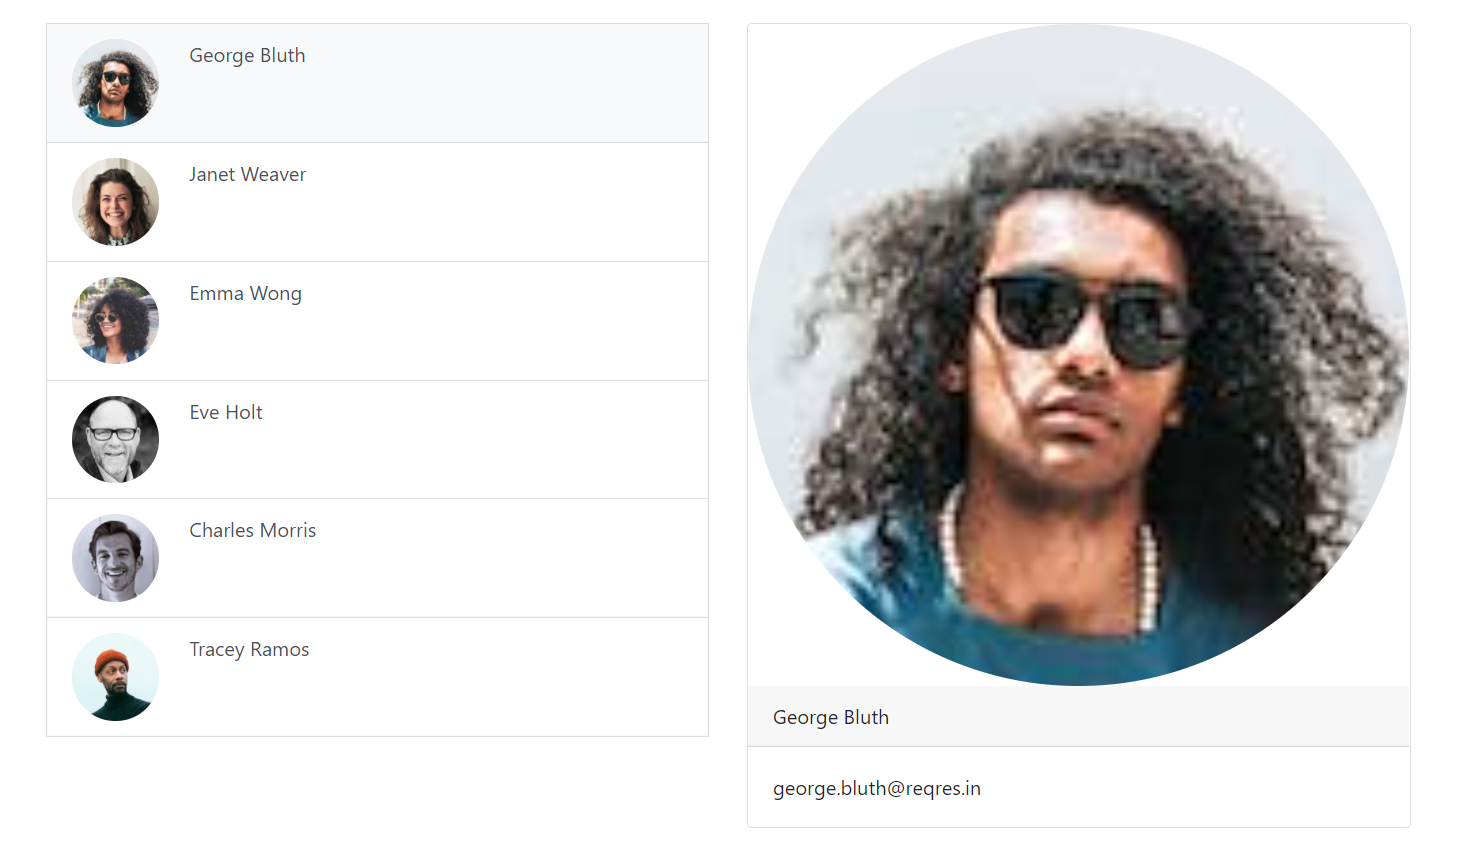 George Bluth
Janet Weaver
Emma Wong
Eve Holt
Charles Morris
Tracey Ramos
George Bluth
george.bluth@reqres.in